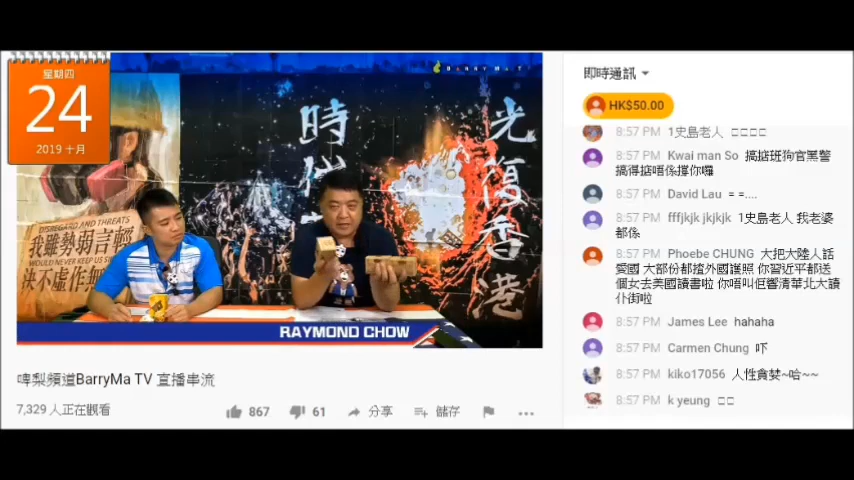 星期四
24
2019 十月
BARRY MA T
時
光復香港
DISREGARD AND THREATS
我雖勢弱言輕
WOULD NEVER KEEP US
決不虛作無
RAYMOND CHOW
啤梨頻道BarryMa TV 直播串流
7,329 人正在觀看
867
61
分享
儲存
即時通訊
HK$50.00
8:57 PM 1史島老人 □□□□
8:57 PM Kwai man So 搞掂班狗官黑警
搞得掂唔係撐你囉
8:57 PM David Lau = =....
8:57 PM fffjkjk jkjkjk 1史島老人 我老婆
都係
8:57 PM Phoebe CHUNG 大把大陸人話
愛國 大部份都揸外國護照 你習近平都送
個女去美國讀書啦 你唔叫佢響清華北大讀
仆街啦
8:57 PM James Lee hahaha
8:57 PM Carmen Chung 吓
8:57 PM kiko17056 人性貪婪~哈~~
8:57 PM k yeung □□